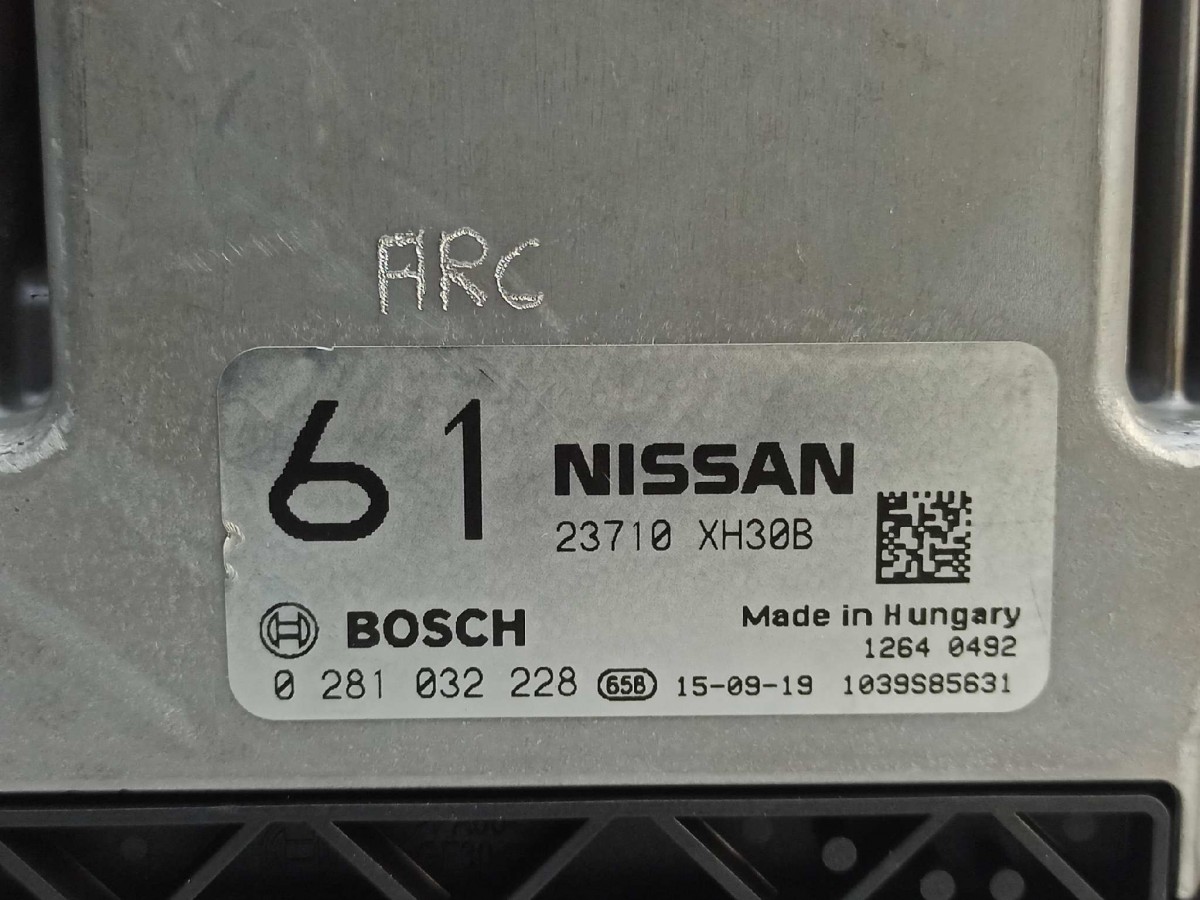 ARC
61 NISSAN
23710 XH30B
BOSCH
Made in Hungary
1264 0492
0 281 032 228 65B 15-09-19 1039S85631